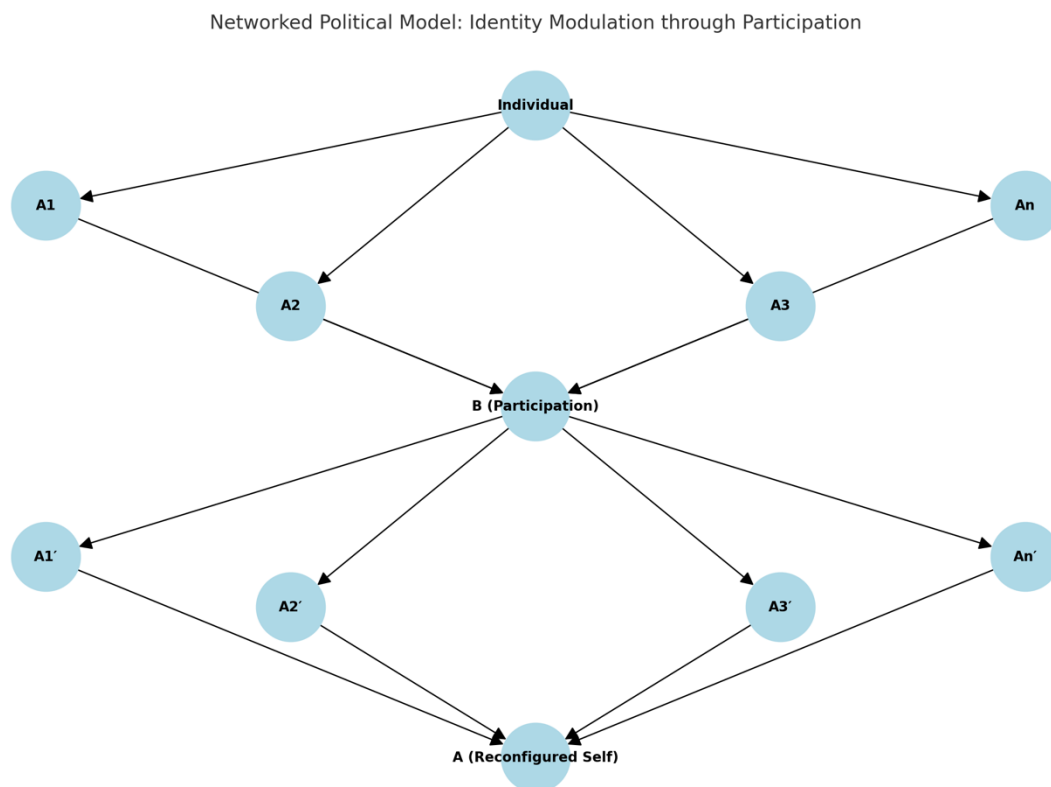 Networked Political Model: Identity Modulation through Participation
Individual
A1
An
A2
A3
B (Participation)
A1′
An′
A2′
A3′
A (Reconfigured Self)